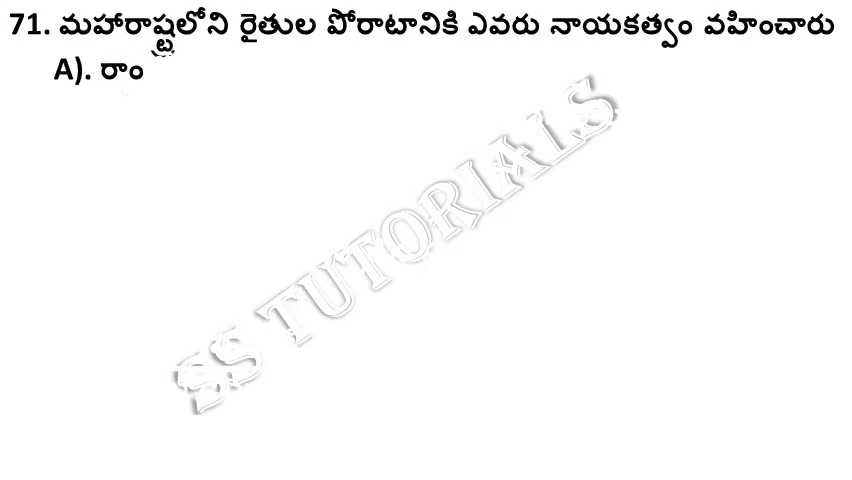 71. మహారాష్ట్రలోని రైతుల పోరాటానికి ఎవరు నాయకత్వం వహించారు
A). రాం
SS TUTORIALS